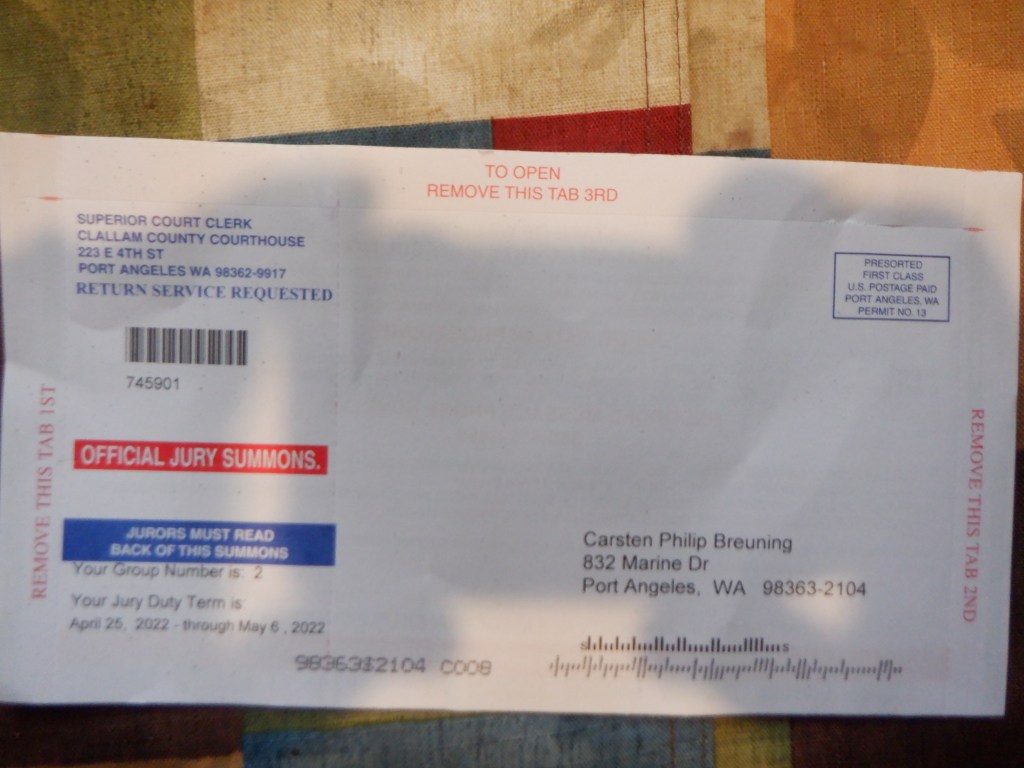 TO OPEN
REMOVE THIS TAB 3RD
SUPERIOR COURT CLERK
CLALLAM COUNTY COURTHOUSE
223 E 4TH ST
PORT ANGELES WA 98362-9917
RETURN SERVICE REQUESTED
PRESORTED
FIRST CLASS
U.S. POSTAGE PAID
PORT ANGELES, WA
PERMIT NO. 13
745901
REMOVE THIS TAB 1ST
OFFICIAL JURY SUMMONS.
JURORS MUST READ
BACK OF THIS SUMMONS
Your Group Number is: 2
Your Jury Duty Term is:
April 25, 2022 - through May 6 , 2022
Carsten Philip Breuning
832 Marine Dr
Port Angeles, WA 98363-2104
REMOVE THIS TAB 2ND
98363$2104 C008